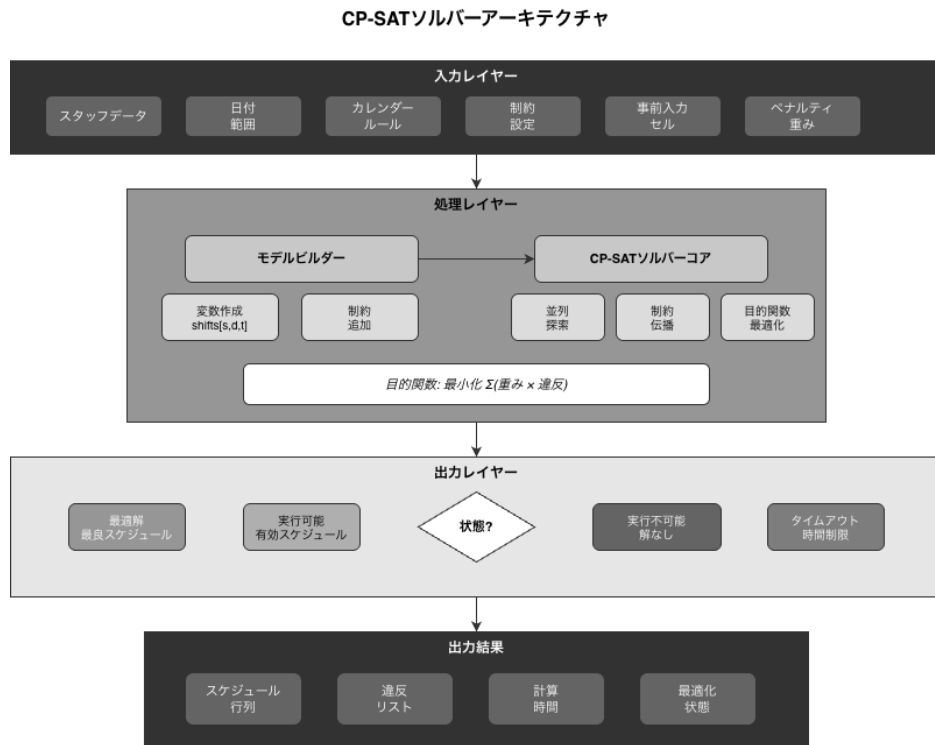 CP-SATソルバーアーキテクチャ
入力レイヤー
スタッフデータ
日付
範囲
カレンダー
ルール
制約
設定
事前入力
セル
ペナルティ
重み
処理レイヤー
モデルビルダー
CP-SATソルバーコア
変数作成
shifts[s,d,t]
制約
追加
並列
探索
制約
伝播
目的関数
最適化
目的関数: 最小化 Σ(重み × 違反)
出力レイヤー
最適解
最良スケジュール
実行可能
有効スケジュール
状態?
実行不可能
解なし
タイムアウト
時間制限
出力結果
スケジュール
行列
違反
リスト
計算
時間
最適化
状態